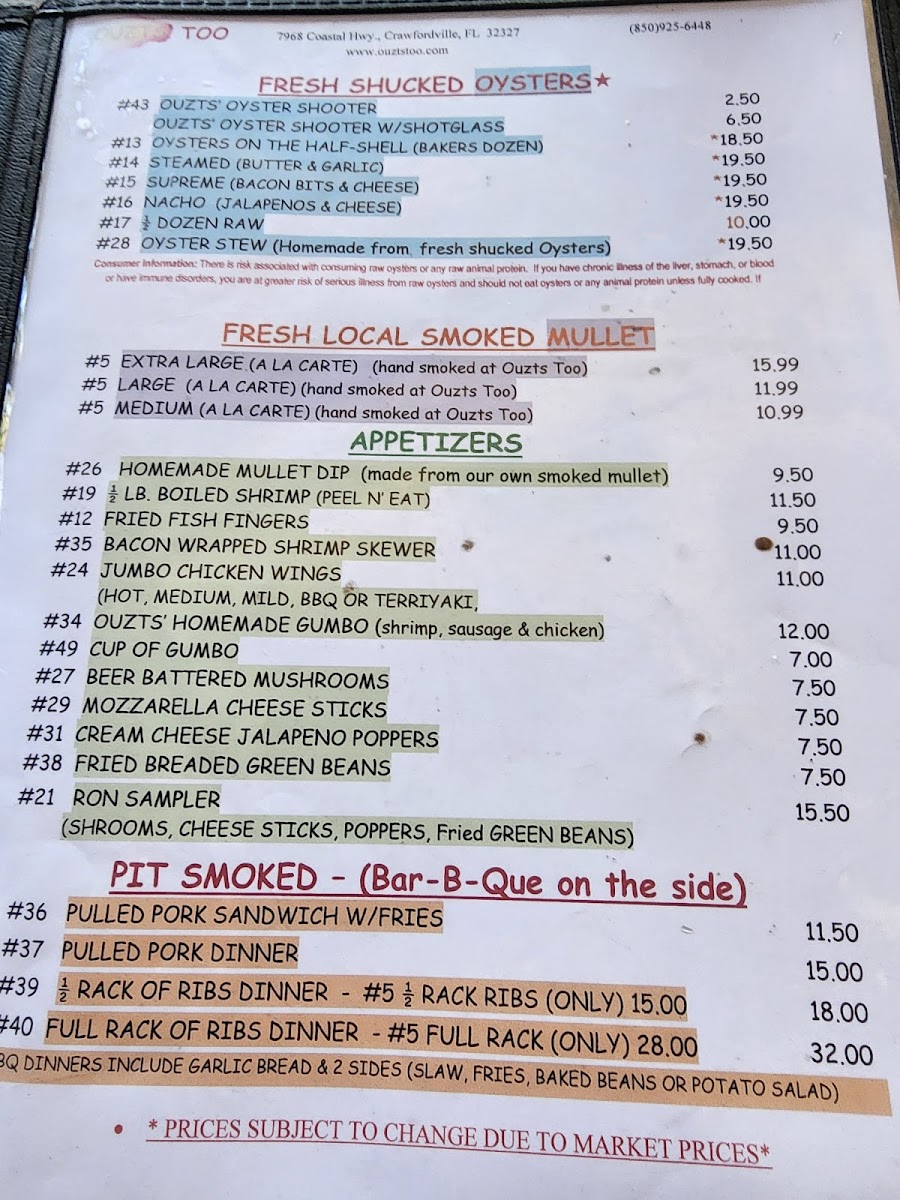 OUZTS TOO
7968 Coastal Hwy., Crawfordville, FL 32327
(850)925-6448
www.ouztstoo.com
FRESH SHUCKED OYSTERS★
#43 OUZTS' OYSTER SHOOTER 2.50
OUZTS' OYSTER SHOOTER W/SHOTGLASS 6.50
#13 OYSTERS ON THE HALF-SHELL (BAKERS DOZEN) *18.50
#14 STEAMED (BUTTER & GARLIC) *19.50
#15 SUPREME (BACON BITS & CHEESE) *19.50
#16 NACHO (JALAPENOS & CHEESE) *19.50
#17 ½ DOZEN RAW 10.00
#28 OYSTER STEW (Homemade from fresh shucked Oysters) *19.50
Consumer Information: There is risk associated with consuming raw oysters or any raw animal protein. If you have chronic illness of the liver, stomach, or blood
or have immune disorders, you are at greater risk of serious illness from raw oysters and should not eat oysters or any animal protein unless fully cooked. If
FRESH LOCAL SMOKED MULLET
#5 EXTRA LARGE (A LA CARTE) (hand smoked at Ouzts Too) 15.99
#5 LARGE (A LA CARTE) (hand smoked at Ouzts Too) 11.99
#5 MEDIUM (A LA CARTE) (hand smoked at Ouzts Too) 10.99
APPETIZERS
#26 HOMEMADE MULLET DIP (made from our own smoked mullet) 9.50
#19 ½ LB. BOILED SHRIMP (PEEL N' EAT) 11.50
#12 FRIED FISH FINGERS 9.50
#35 BACON WRAPPED SHRIMP SKEWER 11.00
#24 JUMBO CHICKEN WINGS 11.00
(HOT, MEDIUM, MILD, BBQ OR TERRIYAKI,
#34 OUZTS' HOMEMADE GUMBO (shrimp, sausage & chicken) 12.00
#49 CUP OF GUMBO 7.00
#27 BEER BATTERED MUSHROOMS 7.50
#29 MOZZARELLA CHEESE STICKS 7.50
#31 CREAM CHEESE JALAPENO POPPERS 7.50
#38 FRIED BREADED GREEN BEANS 7.50
#21 RON SAMPLER 15.50
(SHROOMS, CHEESE STICKS, POPPERS, Fried GREEN BEANS)
PIT SMOKED - (Bar-B-Que on the side)
#36 PULLED PORK SANDWICH W/FRIES 11.50
#37 PULLED PORK DINNER 15.00
#39 ½ RACK OF RIBS DINNER - #5 ½ RACK RIBS (ONLY) 15.00 18.00
#40 FULL RACK OF RIBS DINNER - #5 FULL RACK (ONLY) 28.00 32.00
BQ DINNERS INCLUDE GARLIC BREAD & 2 SIDES (SLAW, FRIES, BAKED BEANS OR POTATO SALAD)
• * PRICES SUBJECT TO CHANGE DUE TO MARKET PRICES*